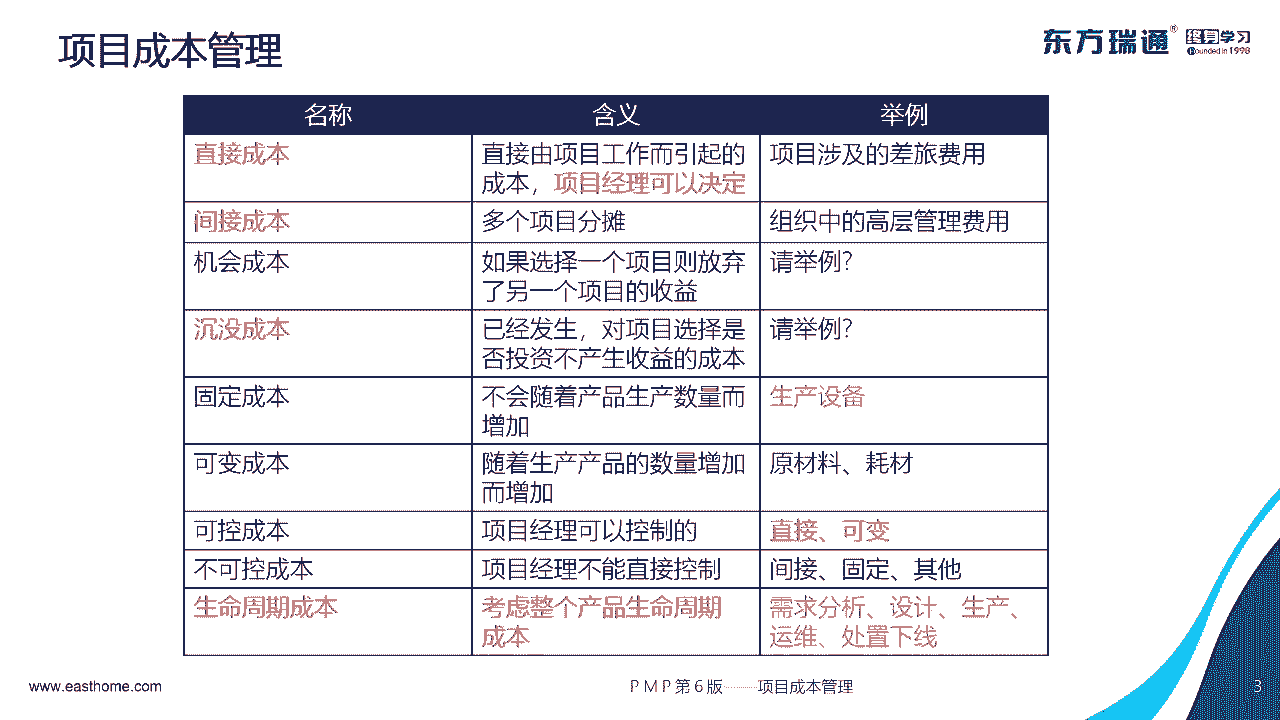 项目成本管理
东方瑞通® 终身学习
Founded in 1998
名称 含义 举例
直接成本 直接由项目工作而引起的 项目涉及的差旅费用
成本，项目经理可以决定
间接成本 多个项目分摊 组织中的高层管理费用
机会成本 如果选择一个项目则放弃 请举例?
了另一个项目的收益
沉没成本 已经发生，对项目选择是 请举例?
否投资不产生收益的成本
固定成本 不会随着产品生产数量而 生产设备
增加
可变成本 随着生产产品的数量增加 原材料、耗材
而增加
可控成本 项目经理可以控制的 直接、可变
不可控成本 项目经理不能直接控制 间接、固定、其他
生命周期成本 考虑整个产品生命周期 需求分析、设计、生产、
成本 运维、处置下线
www.easthome.com PMP第6版············项目成本管理 3